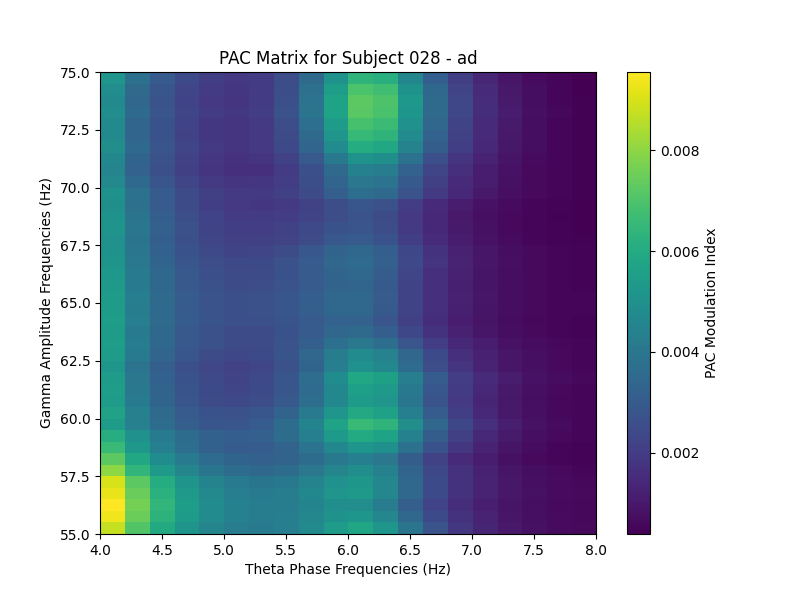 PAC Matrix for Subject 028 - ad
75.0
72.5
70.0
67.5
65.0
62.5
60.0
57.5
55.0
Gamma Amplitude Frequencies (Hz)
4.0 4.5 5.0 5.5 6.0 6.5 7.0 7.5 8.0
Theta Phase Frequencies (Hz)
0.008
0.006
0.004
0.002
PAC Modulation Index